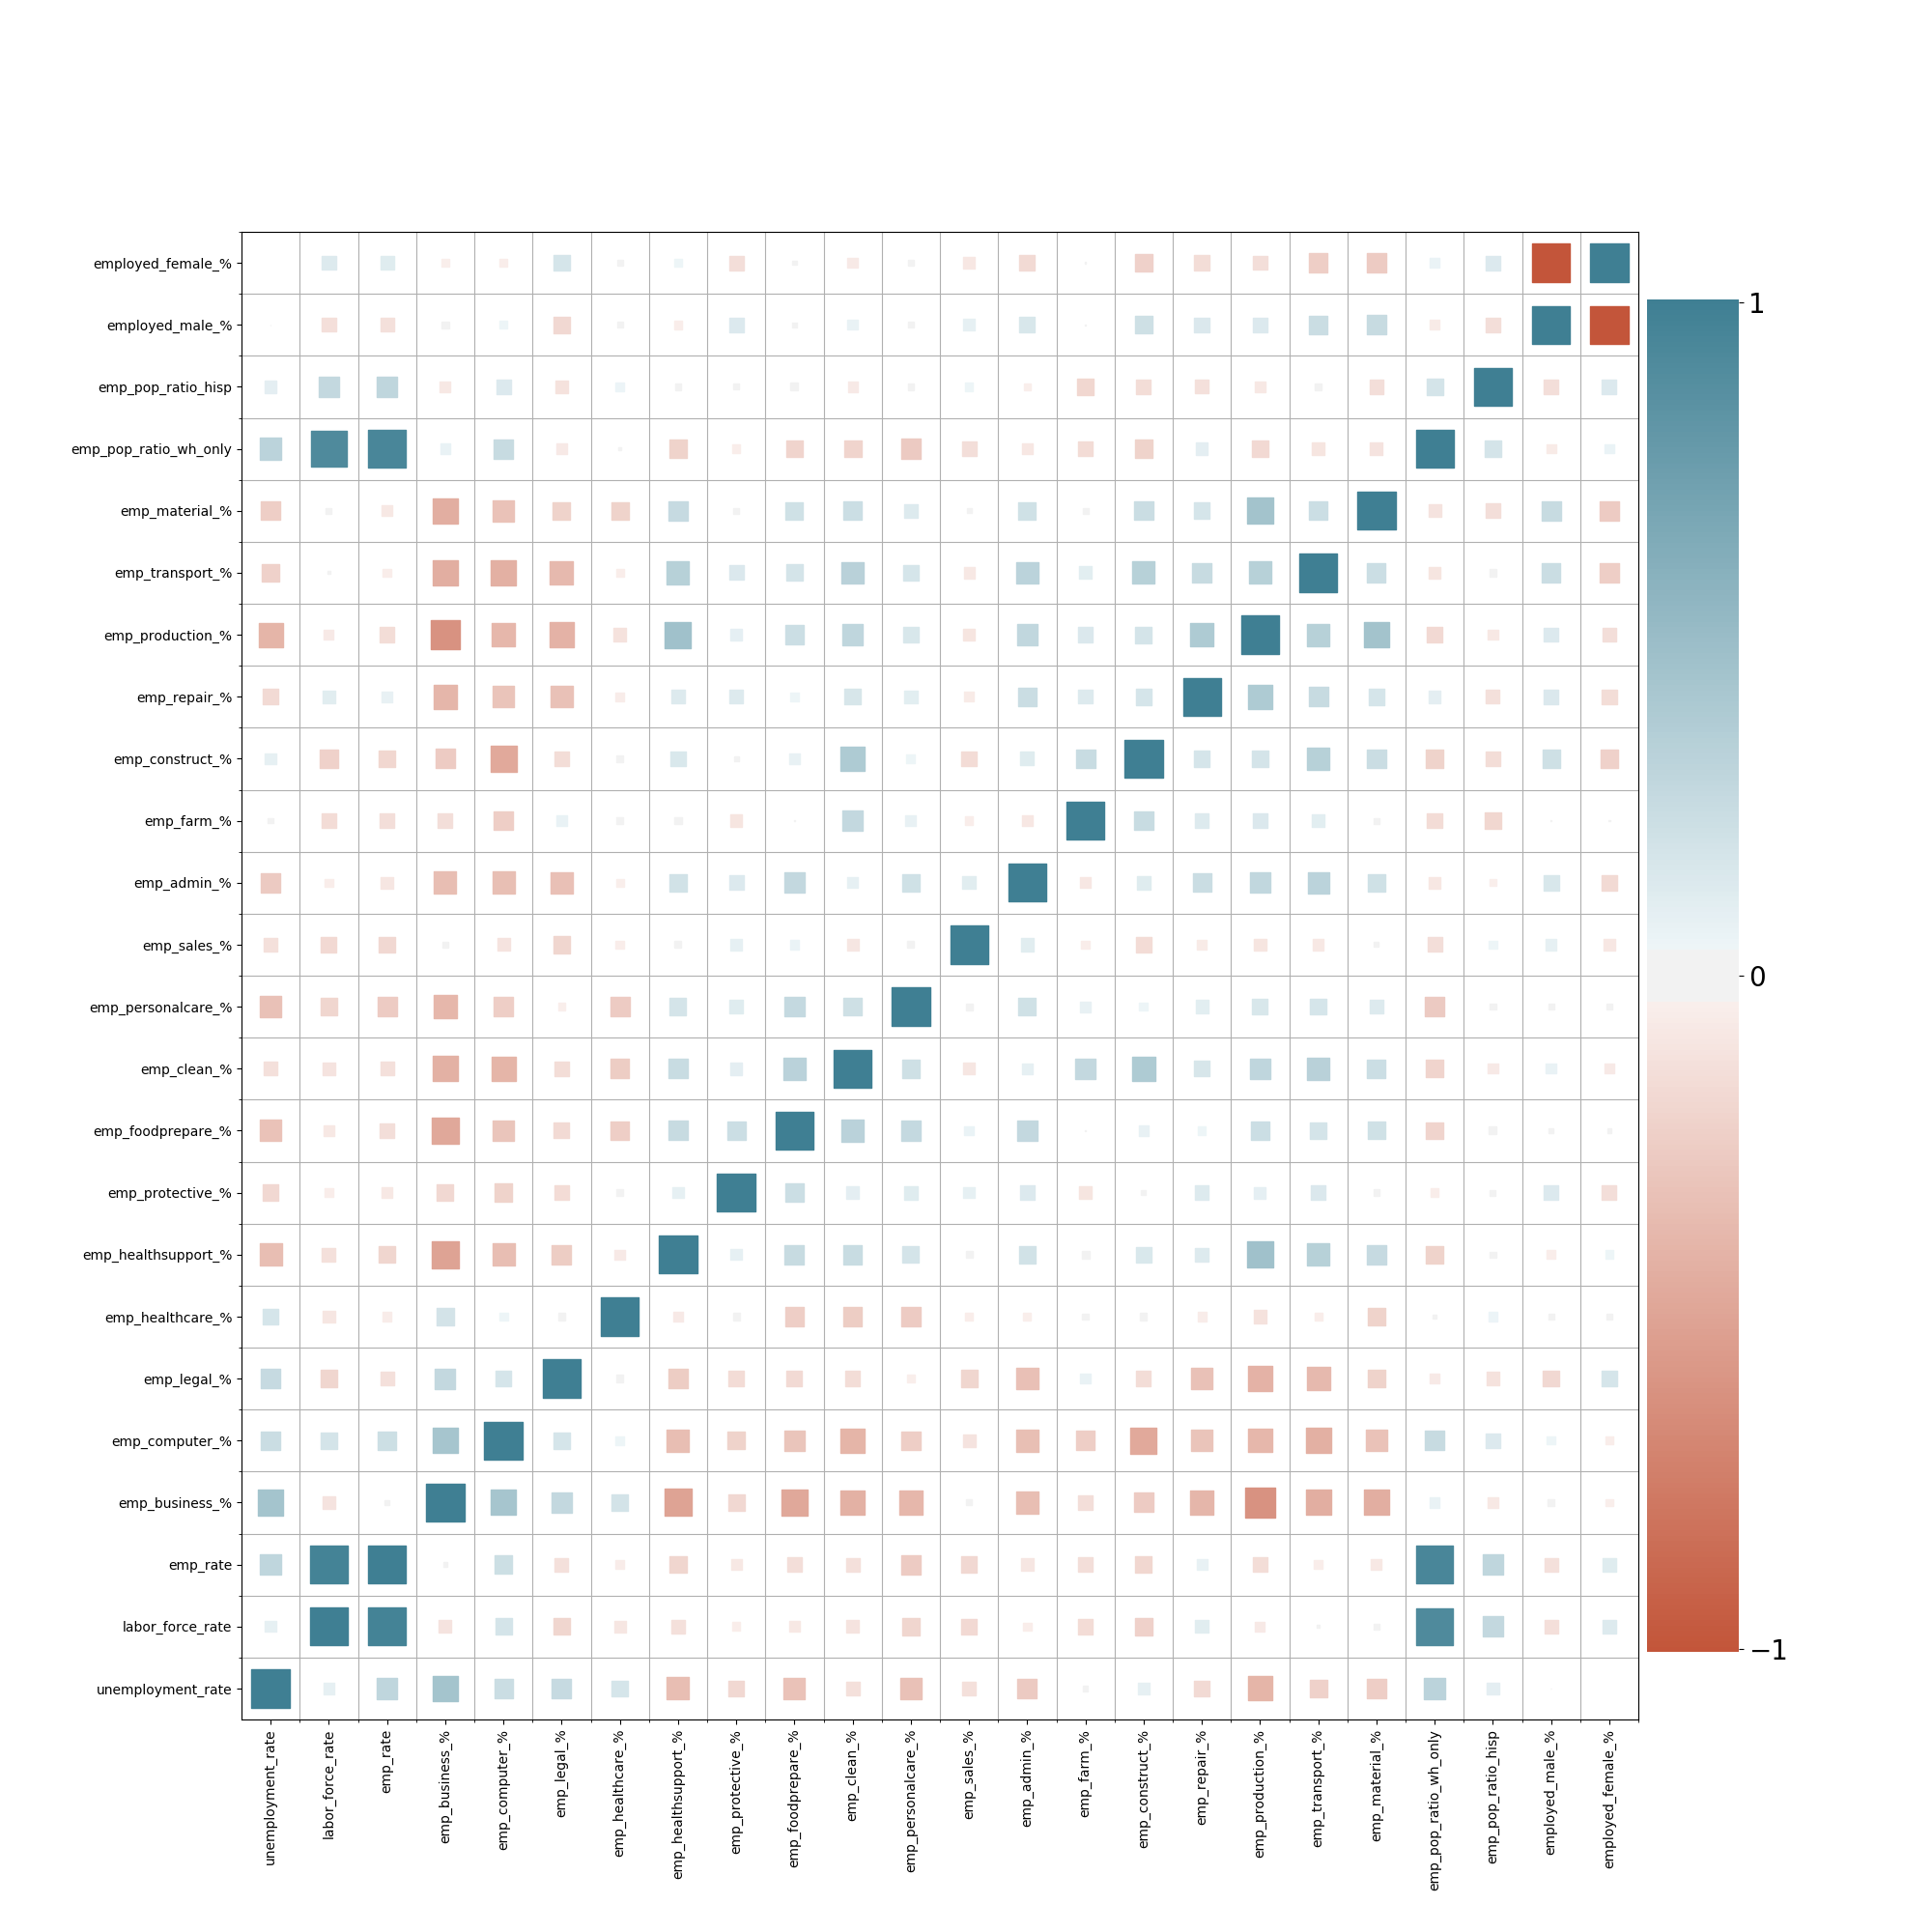 employed_female_%
employed_male_%
emp_pop_ratio_hisp
emp_pop_ratio_wh_only
emp_material_%
emp_transport_%
emp_production_%
emp_repair_%
emp_construct_%
emp_farm_%
emp_admin_%
emp_sales_%
emp_personalcare_%
emp_clean_%
emp_foodprepare_%
emp_protective_%
emp_healthsupport_%
emp_healthcare_%
emp_legal_%
emp_computer_%
emp_business_%
emp_rate
labor_force_rate
unemployment_rate
unemployment_rate
labor_force_rate
emp_rate
emp_business_%
emp_computer_%
emp_legal_%
emp_healthcare_%
emp_healthsupport_%
emp_protective_%
emp_foodprepare_%
emp_clean_%
emp_personalcare_%
emp_sales_%
emp_admin_%
emp_farm_%
emp_construct_%
emp_repair_%
emp_production_%
emp_transport_%
emp_material_%
emp_pop_ratio_wh_only
emp_pop_ratio_hisp
employed_male_%
employed_female_%
1
0
−1